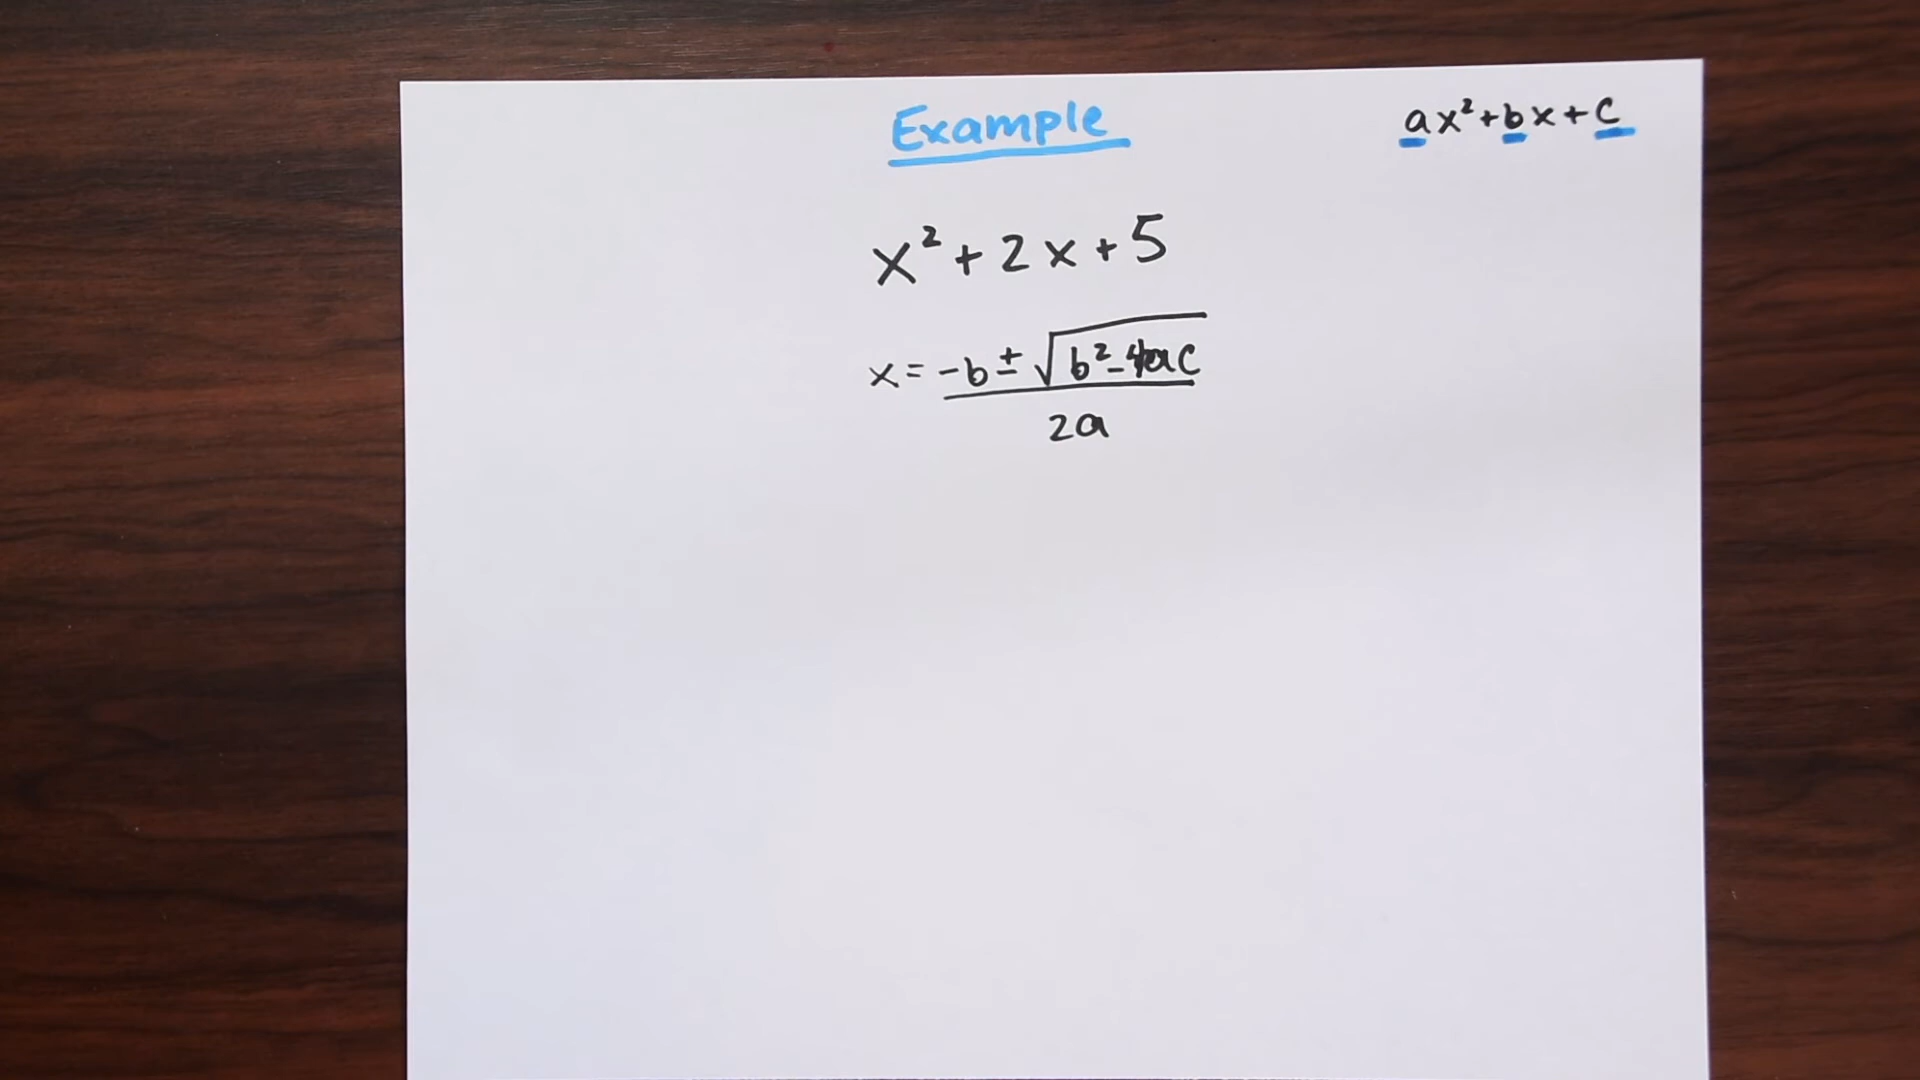 Example
ax²+bx+c
x²+2x+5
x = -b ± √b²-4ac
2a